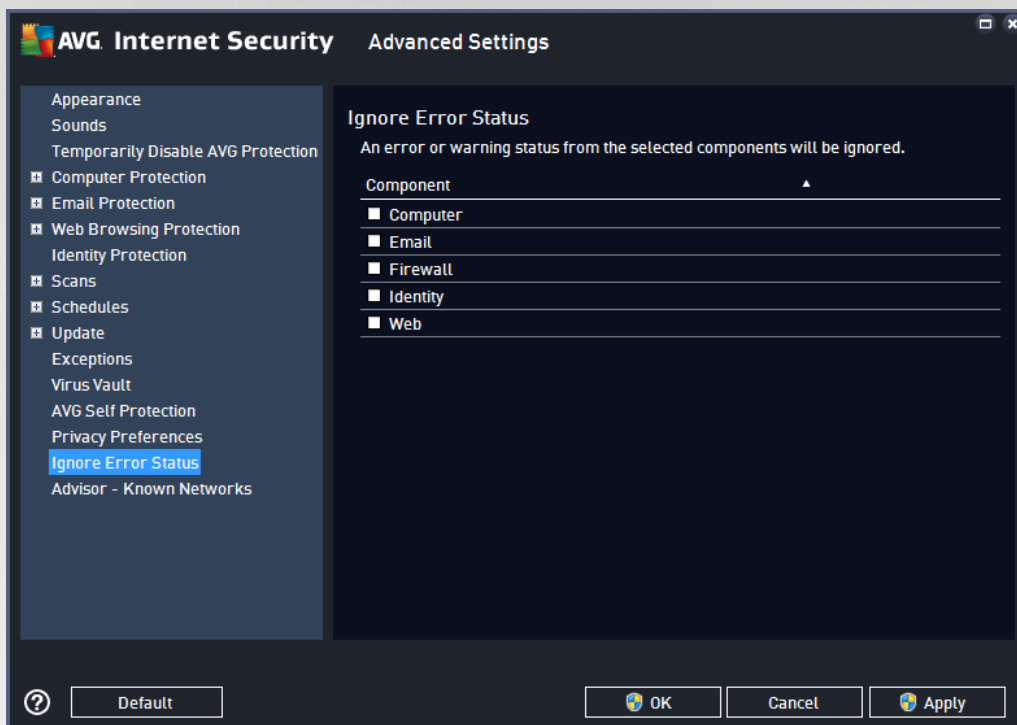 AVG. Internet Security Advanced Settings
Appearance
Sounds
Temporarily Disable AVG Protection
Computer Protection
Email Protection
Web Browsing Protection
Identity Protection
Scans
Schedules
Update
Exceptions
Virus Vault
AVG Self Protection
Privacy Preferences
Ignore Error Status
Advisor - Known Networks
Ignore Error Status
An error or warning status from the selected components will be ignored.
Component
Computer
Email
Firewall
Identity
Web
Default
OK
Cancel
Apply